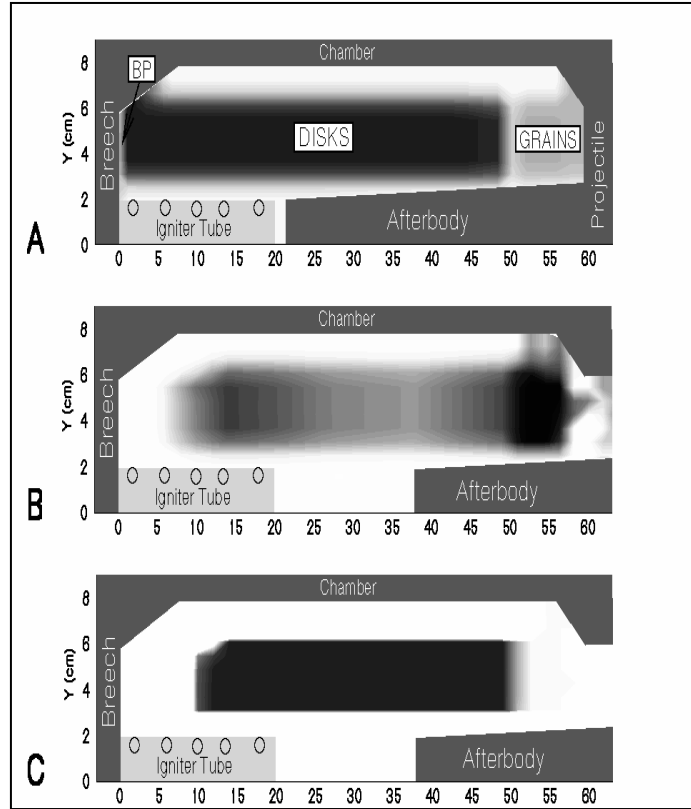 Chamber
8
BP
6
Y (cm)
Breech
DISKS
GRAINS
Projectile
4
2
Igniter Tube
Afterbody
A
0
0 5 10 15 20 25 30 35 40 45 50 55 60
Chamber
8
6
Y (cm)
Breech
4
2
Igniter Tube
Afterbody
B
0
0 5 10 15 20 25 30 35 40 45 50 55 60
Chamber
8
6
Y (cm)
Breech
4
2
Igniter Tube
Afterbody
C
0
0 5 10 15 20 25 30 35 40 45 50 55 60